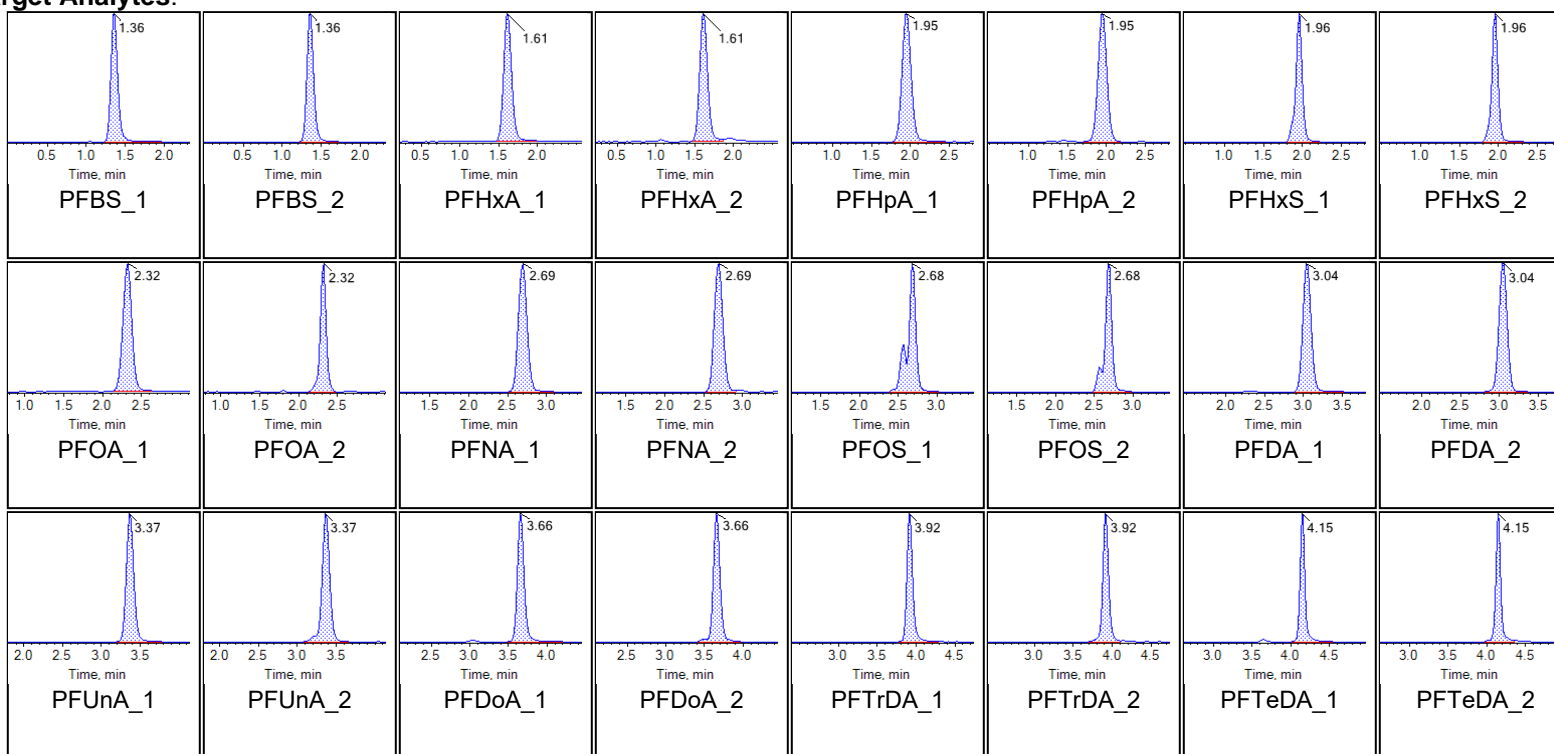 rget Analytes:
1.36 1.36 1.61 1.61 1.95 1.95 1.96 1.96
0.5 1.0 1.5 2.0 0.5 1.0 1.5 2.0 0.5 1.0 1.5 2.0 0.5 1.0 1.5 2.0 1.0 1.5 2.0 2.5 1.0 1.5 2.0 2.5 1.0 1.5 2.0 2.5 1.0 1.5 2.0 2.5
Time, min Time, min Time, min Time, min Time, min Time, min Time, min Time, min
PFBS_1 PFBS_2 PFHxA_1 PFHxA_2 PFHpA_1 PFHpA_2 PFHxS_1 PFHxS_2
2.32 2.32 2.69 2.69 2.68 2.68 3.04 3.04
1.0 1.5 2.0 2.5 1.0 1.5 2.0 2.5 1.5 2.0 2.5 3.0 1.5 2.0 2.5 3.0 1.5 2.0 2.5 3.0 1.5 2.0 2.5 3.0 2.0 2.5 3.0 3.5 2.0 2.5 3.0 3.5
Time, min Time, min Time, min Time, min Time, min Time, min Time, min Time, min
PFOA_1 PFOA_2 PFNA_1 PFNA_2 PFOS_1 PFOS_2 PFDA_1 PFDA_2
3.37 3.37 3.66 3.66 3.92 3.92 4.15 4.15
2.0 2.5 3.0 3.5 2.0 2.5 3.0 3.5 2.5 3.0 3.5 4.0 2.5 3.0 3.5 4.0 3.0 3.5 4.0 4.5 3.0 3.5 4.0 4.5 3.0 3.5 4.0 4.5 3.0 3.5 4.0 4.5
Time, min Time, min Time, min Time, min Time, min Time, min Time, min Time, min
PFUnA_1 PFUnA_2 PFDoA_1 PFDoA_2 PFTrDA_1 PFTrDA_2 PFTeDA_1 PFTeDA_2